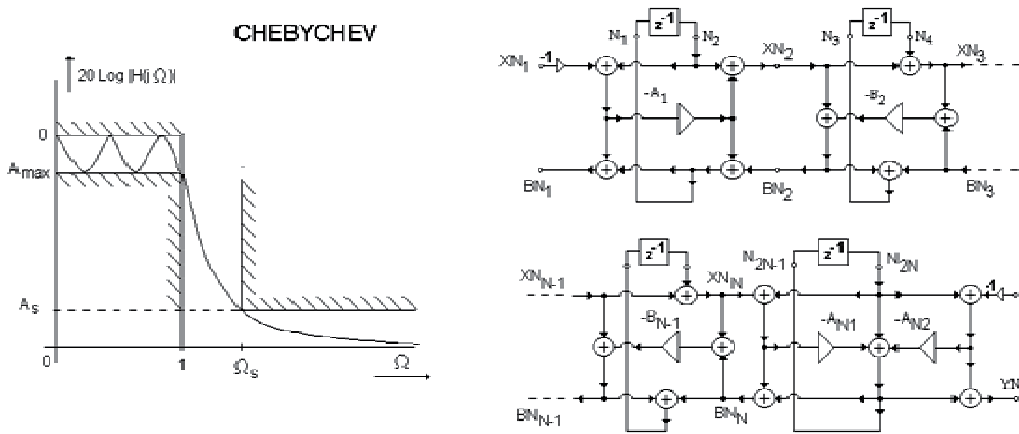 CHEBYCHEV
20 Log |H(jΩ)|
0
Amax
As
0
1
Ωs
Ω
z-1
N1
N2
XN1
-1
XN2
-A1
BN1
BN2
z-1
N3
N4
XN3
-B2
BN3
z-1
XNN-1
XNN
-BN-1
BNN-1
BNN
z-1
N2N-1
N2N
-AN1
-AN2
-1
YN